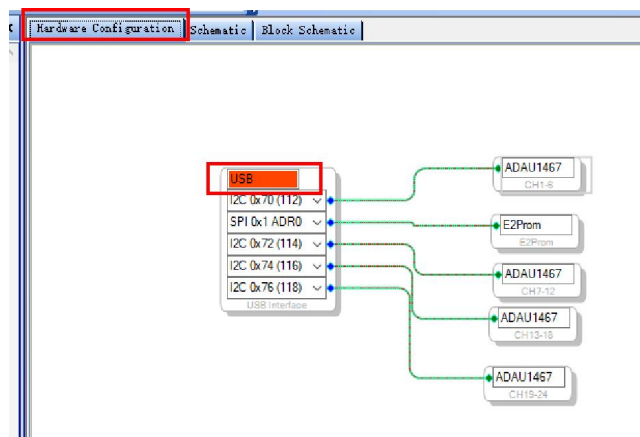 Hardware Configuration Schematic Block Schematic
USB
I2C 0x70 (112)
SPI 0x1 ADR0
I2C 0x72 (114)
I2C 0x74 (116)
I2C 0x76 (118)
USB Interface
ADAU1467
CH1-6
E2Prom
E2Prom
ADAU1467
CH7-12
ADAU1467
CH13-18
ADAU1467
CH19-24